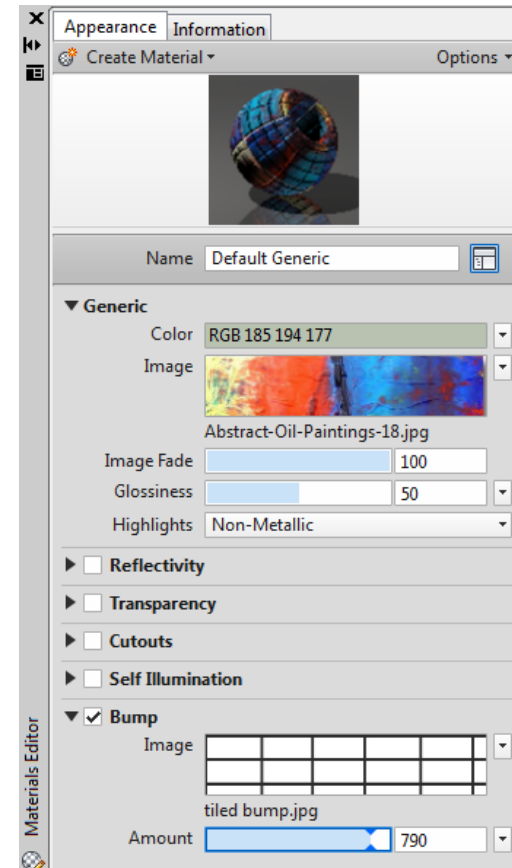 Appearance Information
Create Material Options
Name Default Generic
Generic
Color RGB 185 194 177
Image
Abstract-Oil-Paintings-18.jpg
Image Fade 100
Glossiness 50
Highlights Non-Metallic
Reflectivity
Transparency
Cutouts
Self Illumination
Bump
Image
tiled bump.jpg
Amount 790
Materials Editor